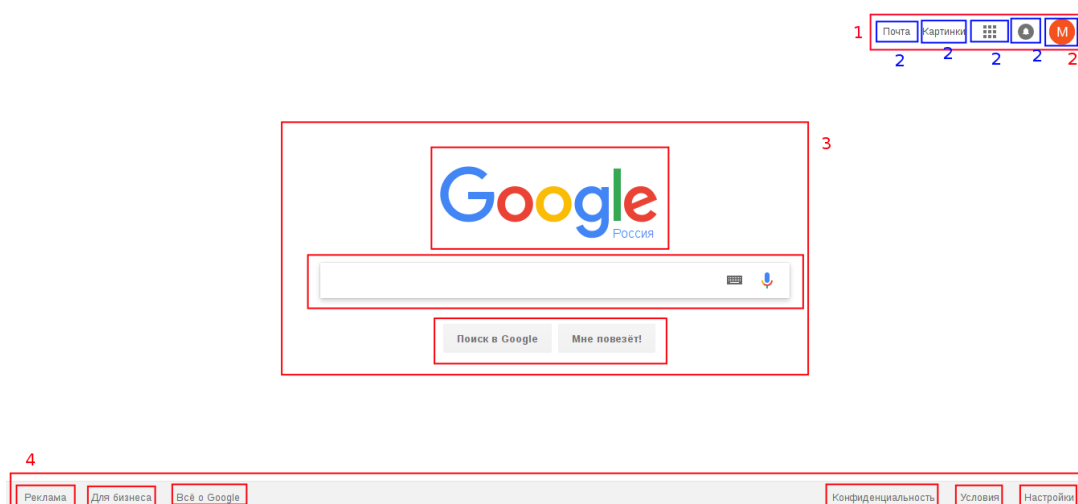 1 Почта Картинки М
2 2 2 2 2
3
Google
Россия
Поиск в Google Мне повезёт!
4
Реклама Для бизнеса Всё о Google Конфиденциальность Условия Настройки